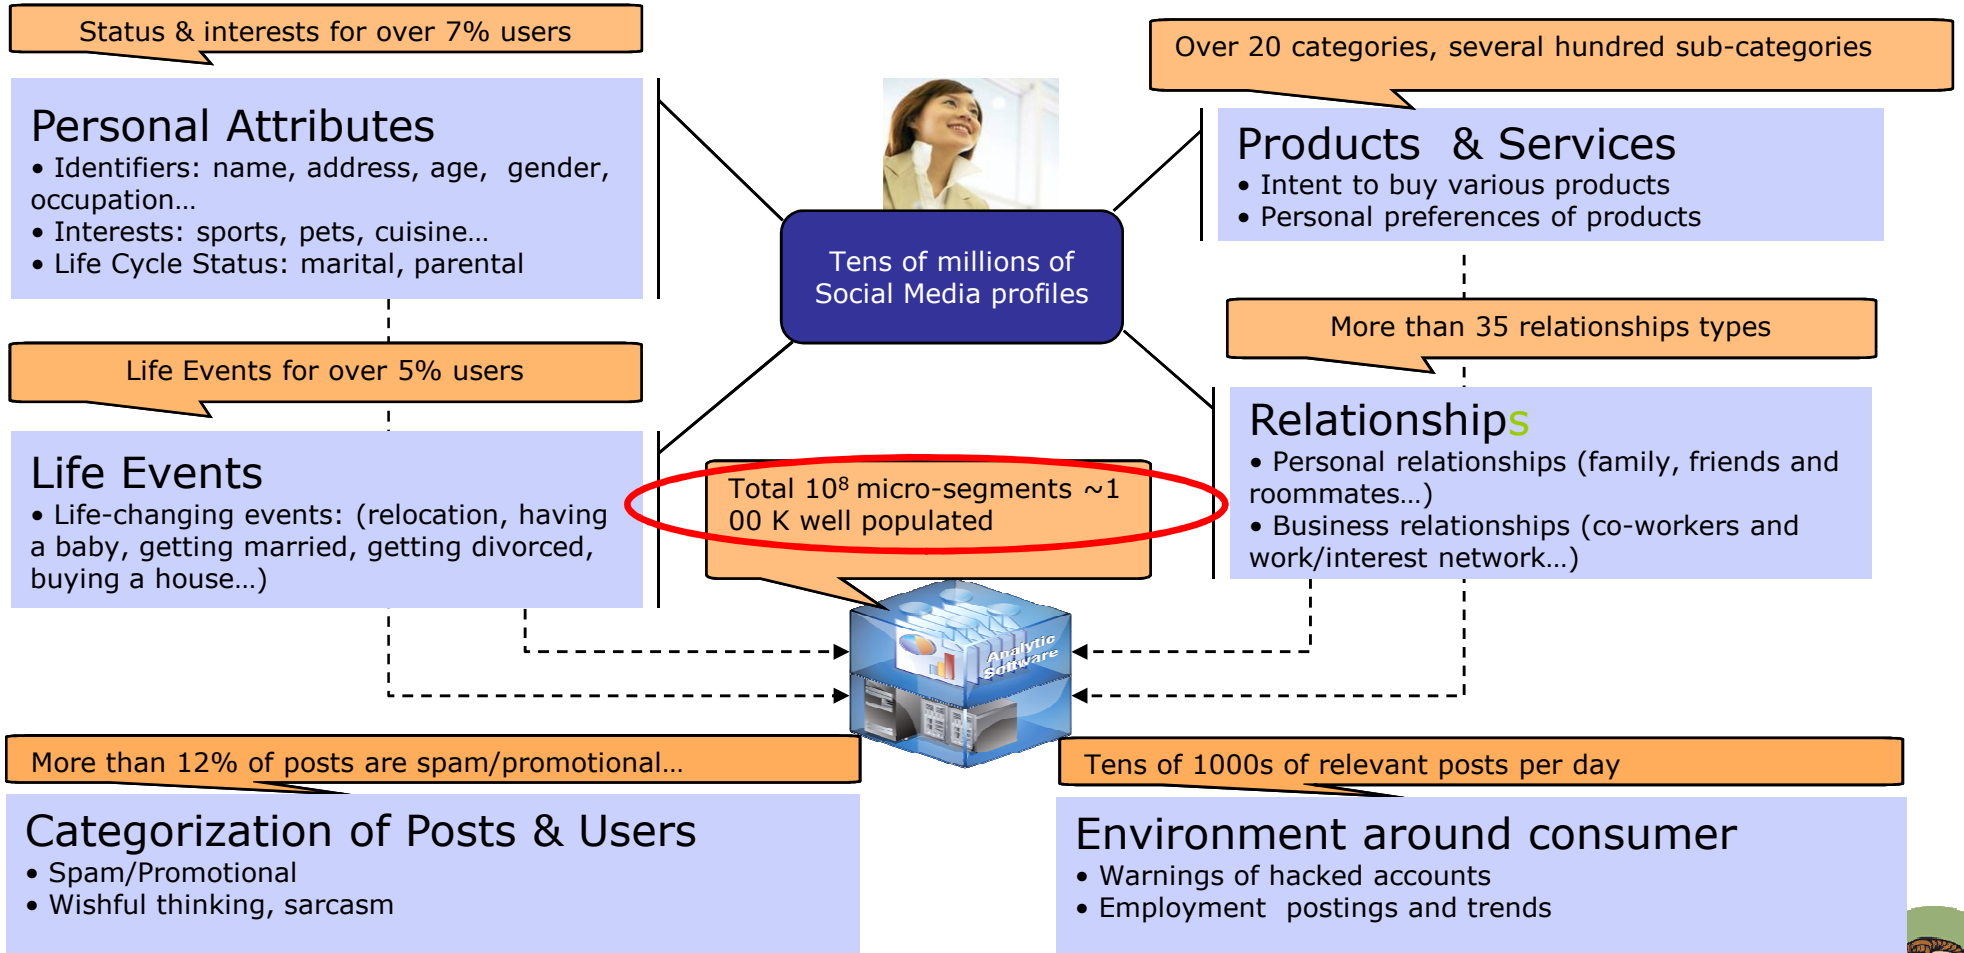 Status & interests for over 7% users
Personal Attributes
• Identifiers: name, address, age, gender,
occupation…
• Interests: sports, pets, cuisine…
• Life Cycle Status: marital, parental
Over 20 categories, several hundred sub-categories
Products & Services
• Intent to buy various products
• Personal preferences of products
Tens of millions of
Social Media profiles
Life Events for over 5% users
Life Events
• Life-changing events: (relocation, having
a baby, getting married, getting divorced,
buying a house…)
More than 35 relationships types
Relationships
• Personal relationships (family, friends and
roommates…)
• Business relationships (co-workers and
work/interest network…)
Total 10⁸ micro-segments ~1
00 K well populated
Analytic
Software
More than 12% of posts are spam/promotional…
Categorization of Posts & Users
• Spam/Promotional
• Wishful thinking, sarcasm
Tens of 1000s of relevant posts per day
Environment around consumer
• Warnings of hacked accounts
• Employment postings and trends